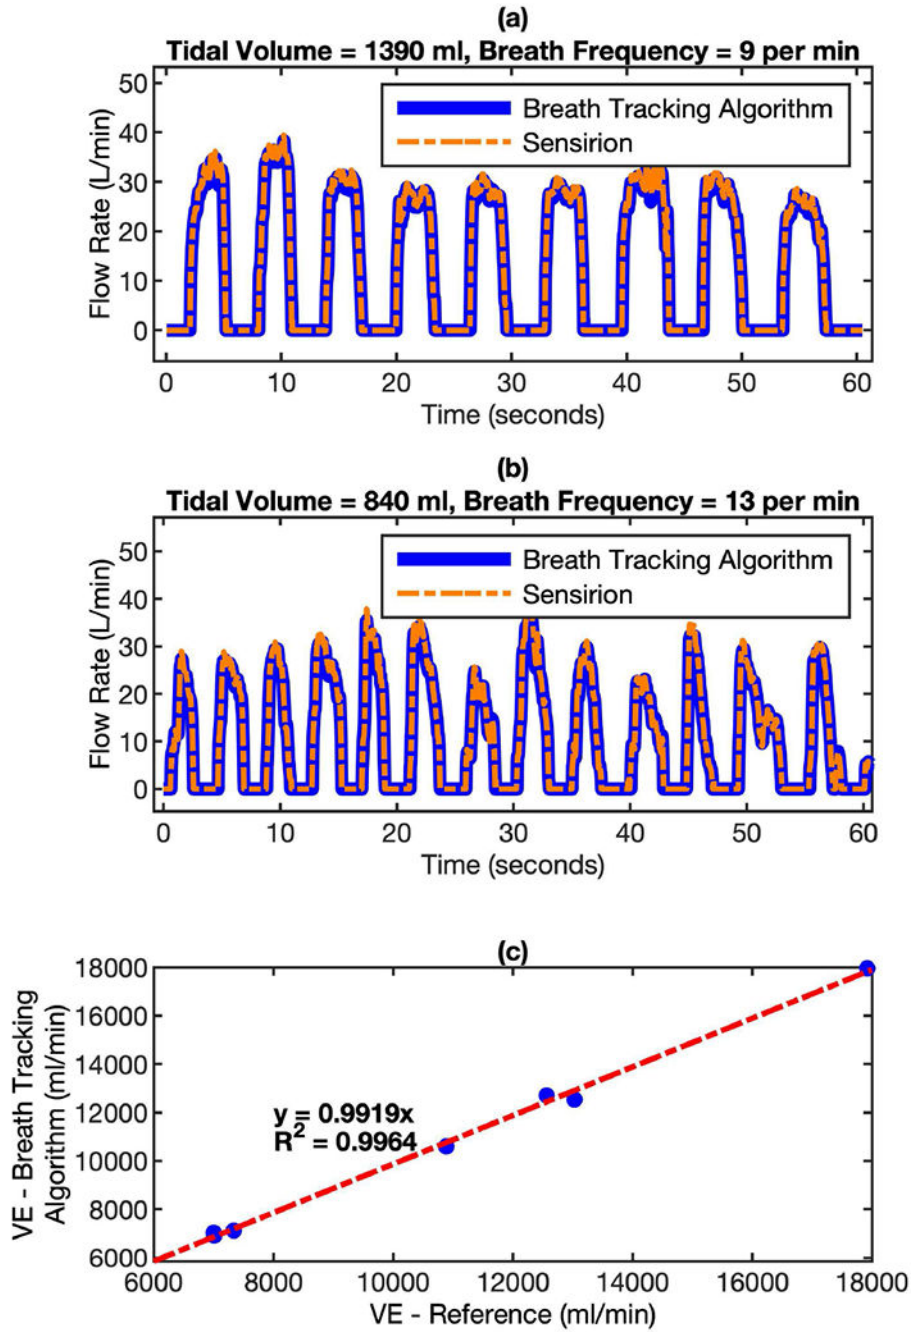 (a)
Tidal Volume = 1390 ml, Breath Frequency = 9 per min
50
40
30
20
10
0
Flow Rate (L/min)
Breath Tracking Algorithm
Sensirion
0 10 20 30 40 50 60
Time (seconds)
(b)
Tidal Volume = 840 ml, Breath Frequency = 13 per min
50
40
30
20
10
0
Flow Rate (L/min)
Breath Tracking Algorithm
Sensirion
0 10 20 30 40 50 60
Time (seconds)
(c)
18000
16000
14000
12000
10000
8000
6000
VE - Breath Tracking
Algorithm (ml/min)
y = 0.9919x
R² = 0.9964
6000 8000 10000 12000 14000 16000 18000
VE - Reference (ml/min)